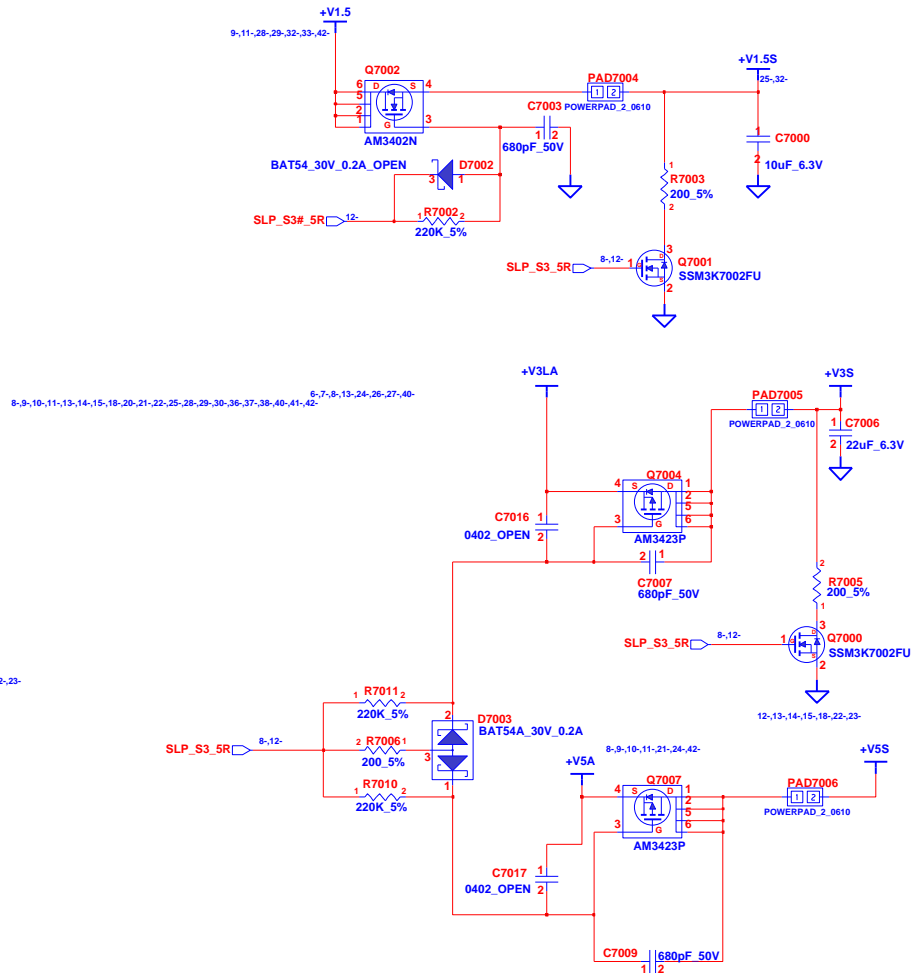 +V1.5
9-,11-,28-,29-,32-,33-,42-
Q7002
6 D S 4
5
2
1 G 3
AM3402N
PAD7004
1 2
POWERPAD_2_0610
+V1.5S
25-,32-
C7003
1 2
680pF_50V
C7000
1
2
10uF_6.3V
BAT54_30V_0.2A_OPEN
D7002
3 1
R7003
1
200_5%
2
SLP_S3#_5R
12-
R7002
1 2
220K_5%
SLP_S3_5R
8-,12-
1 G D S 3
2
Q7001
SSM3K7002FU
+V3LA
6-,7-,8-,13-,24-,26-,27-,40-
8-,9-,10-,11-,13-,14-,15-,18-,20-,21-,22-,25-,28-,29-,30-,36-,37-,38-,40-,41-,42-
+V3S
PAD7005
1 2
POWERPAD_2_0610
C7006
1
2
22uF_6.3V
Q7004
4 S D 1
2
5
3 G 6
AM3423P
C7016
1
2
0402_OPEN
2 1
C7007
680pF_50V
R7005
2
200_5%
1
SLP_S3_5R
8-,12-
1 G D S 3
2
Q7000
SSM3K7002FU
2-,23-
12-,13-,14-,15-,18-,22-,23-
R7011
1 2
220K_5%
D7003
BAT54A_30V_0.2A
2
3
1
SLP_S3_5R
8-,12-
R7006
2 1
200_5%
R7010
1 2
220K_5%
8-,9-,10-,11-,21-,24-,42-
+V5A
+V5S
Q7007
4 S D 1
2
5
3 G 6
AM3423P
PAD7006
1 2
POWERPAD_2_0610
C7017
1
2
0402_OPEN
C7009
680pF_50V
1 2